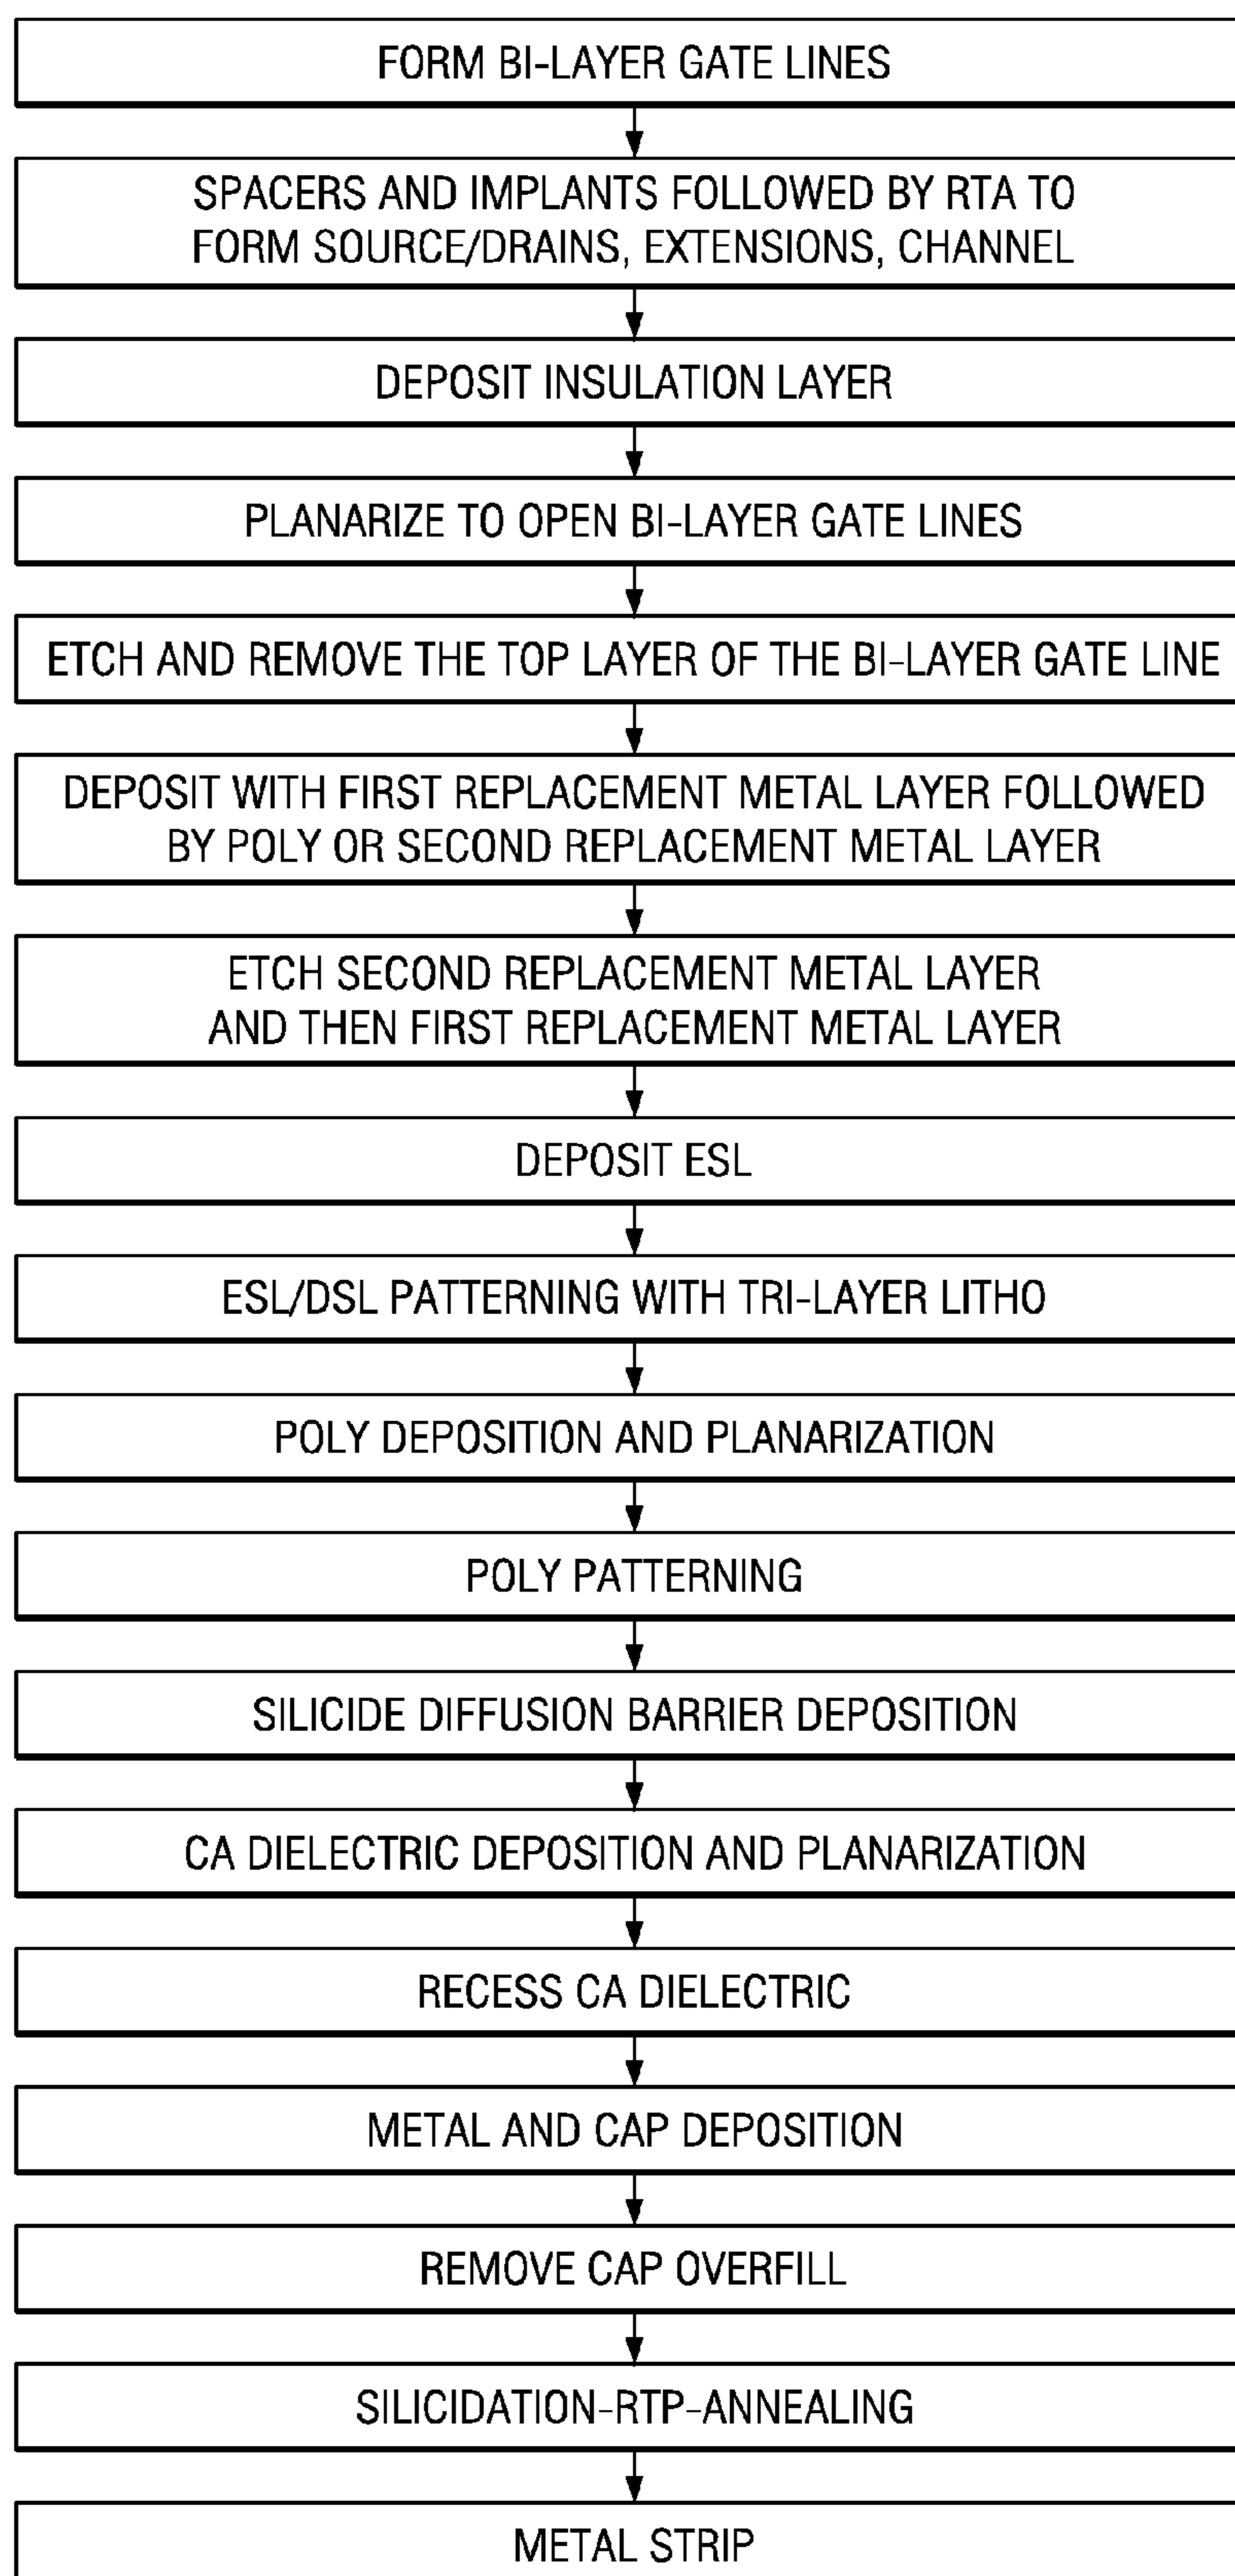 FORM BI-LAYER GATE LINES
SPACERS AND IMPLANTS FOLLOWED BY RTA TO
FORM SOURCE/DRAINS, EXTENSIONS, CHANNEL
DEPOSIT INSULATION LAYER
PLANARIZE TO OPEN BI-LAYER GATE LINES
ETCH AND REMOVE THE TOP LAYER OF THE BI-LAYER GATE LINE
DEPOSIT WITH FIRST REPLACEMENT METAL LAYER FOLLOWED
BY POLY OR SECOND REPLACEMENT METAL LAYER
ETCH SECOND REPLACEMENT METAL LAYER
AND THEN FIRST REPLACEMENT METAL LAYER
DEPOSIT ESL
ESL/DSL PATTERNING WITH TRI-LAYER LITHO
POLY DEPOSITION AND PLANARIZATION
POLY PATTERNING
SILICIDE DIFFUSION BARRIER DEPOSITION
CA DIELECTRIC DEPOSITION AND PLANARIZATION
RECESS CA DIELECTRIC
METAL AND CAP DEPOSITION
REMOVE CAP OVERFILL
SILICIDATION-RTP-ANNEALING
METAL STRIP